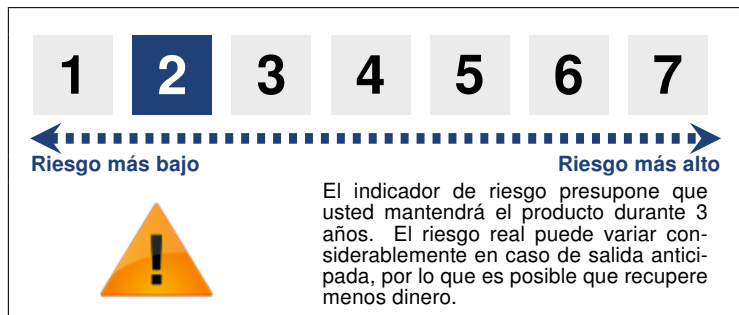 1 2 3 4 5 6 7
Riesgo más bajo Riesgo más alto
El indicador de riesgo presupone que
usted mantendrá el producto durante 3
años. El riesgo real puede variar con-
siderablemente en caso de salida antici-
pada, por lo que es posible que recupere
menos dinero.
!